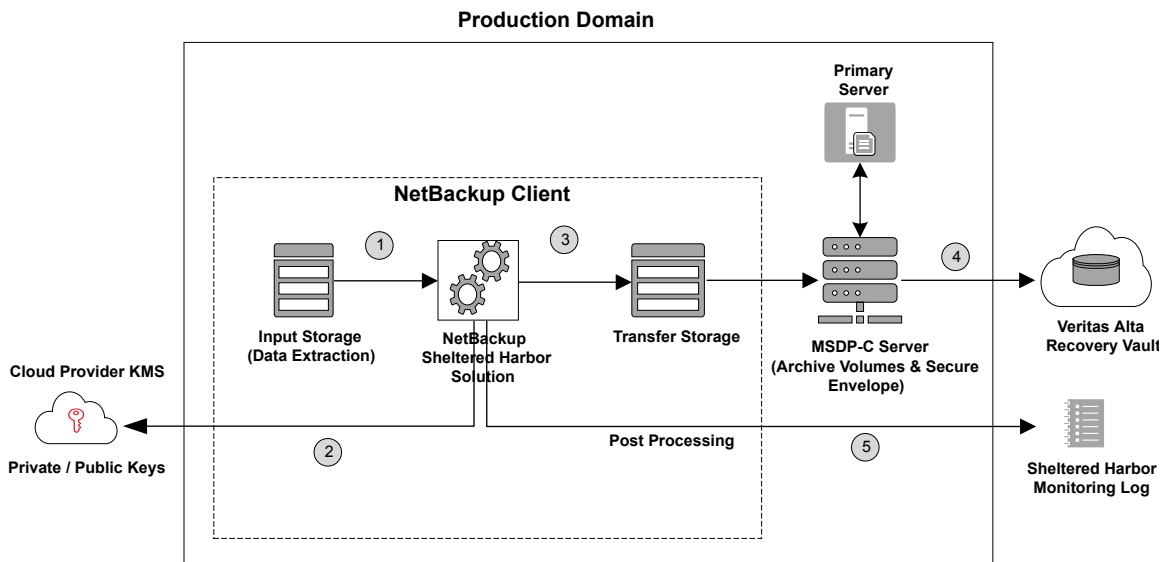 Production Domain
Primary
Server
NetBackup Client
1
3
4
Input Storage
(Data Extraction)
NetBackup
Sheltered Harbor
Solution
Transfer Storage
MSDP-C Server
(Archive Volumes & Secure
Envelope)
Veritas Alta
Recovery Vault
Cloud Provider KMS
Private / Public Keys
2
Post Processing
5
Sheltered Harbor
Monitoring Log